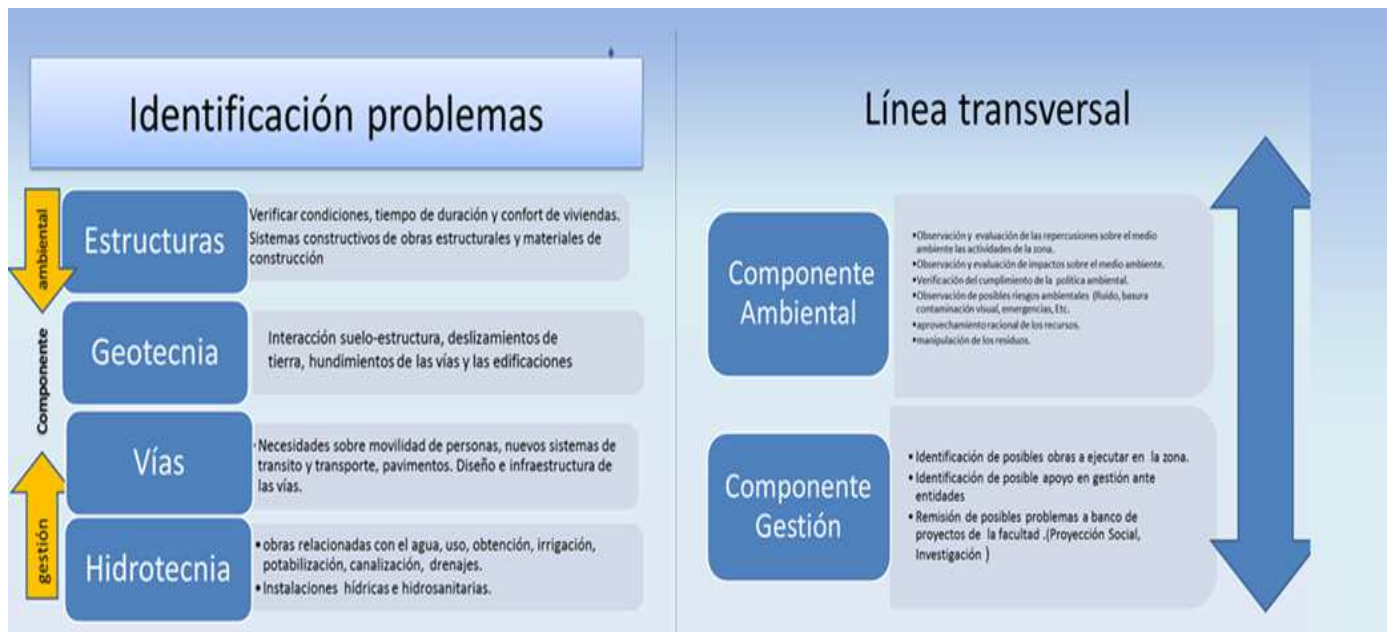 Identificación problemas
ambiental
Componente
gestión
Estructuras
Verificar condiciones, tiempo de duración y confort de viviendas.
Sistemas constructivos de obras estructurales y materiales de
construcción
Geotecnia
Interacción suelo-estructura, deslizamientos de
tierra, hundimientos de las vías y las edificaciones
Vías
· Necesidades sobre movilidad de personas, nuevos sistemas de
transito y transporte, pavimentos. Diseño e infraestructura de
las vías.
Hidrotecnia
• obras relacionadas con el agua, uso, obtención, irrigación,
potabilización, canalización, drenajes.
• Instalaciones hídricas e hidrosanitarias.
Línea transversal
Componente
Ambiental
•Observación y evaluación de las repercusiones sobre el medio
ambiente las actividades de la zona.
•Observación y evaluación de impactos sobre el medio ambiente.
•Verificación del cumplimiento de la política ambiental.
•Observación de posibles riesgos ambientales (Ruido, basura
contaminación visual, emergencias, Etc.
•aprovechamiento racional de los recursos.
•manipulación de los residuos.
Componente
Gestión
• Identificación de posibles obras a ejecutar en la zona.
• Identificación de posible apoyo en gestión ante
entidades
• Remisión de posibles problemas a banco de
proyectos de la facultad .(Proyección Social,
Investigación )